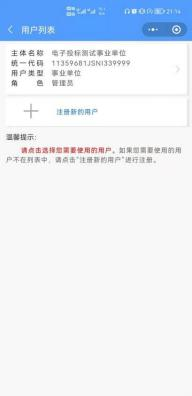 21:14
用户列表
主体名称 电子投标测试事业单位
统一代码 11359681JSNI339999
用户类型 事业单位
角色 管理员
注册新的用户
温馨提示：
请点击选择您需要使用的用户。如果您需要使用的用户
不在列表中，请点击"注册新的用户"进行注册。